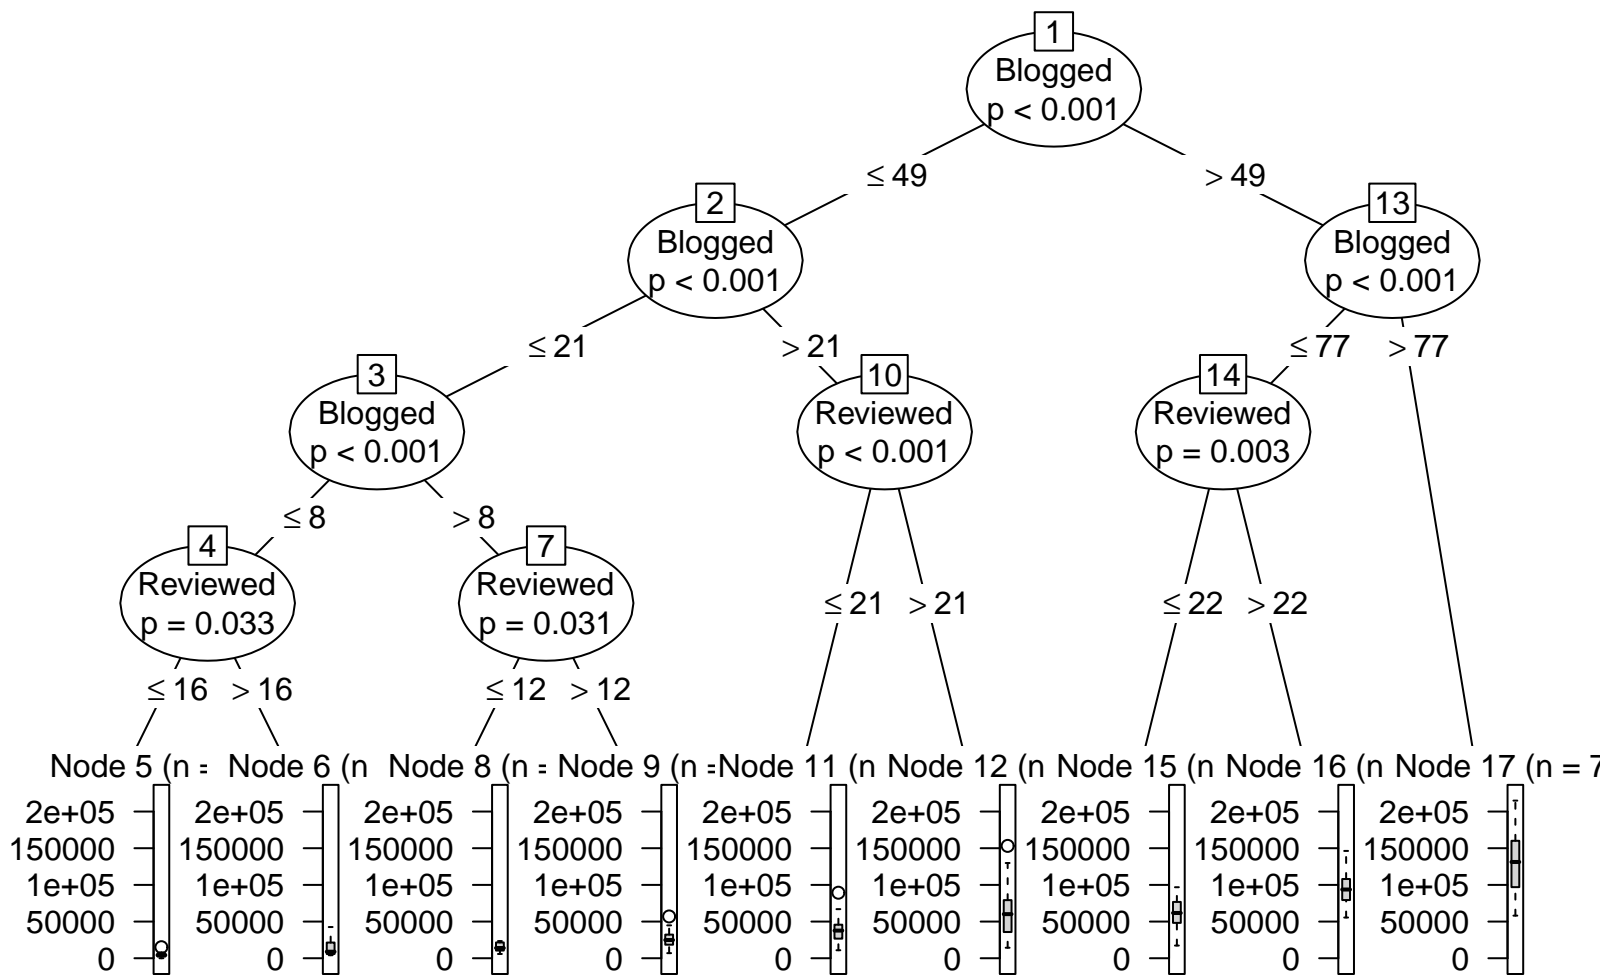 1
Blogged
p < 0.001
≤ 49
> 49
2
Blogged
p < 0.001
13
Blogged
p < 0.001
≤ 21
> 21
≤ 77
> 77
3
Blogged
p < 0.001
10
Reviewed
p < 0.001
14
Reviewed
p = 0.003
≤ 8
> 8
4
Reviewed
p = 0.033
7
Reviewed
p = 0.031
≤ 21
> 21
≤ 22
> 22
≤ 16
> 16
≤ 12
> 12
Node 5 (n =
Node 6 (n
Node 8 (n =
Node 9 (n =
Node 11 (n
Node 12 (n
Node 15 (n
Node 16 (n
Node 17 (n = 7
2e+05
150000
1e+05
50000
0
2e+05
150000
1e+05
50000
0
2e+05
150000
1e+05
50000
0
2e+05
150000
1e+05
50000
0
2e+05
150000
1e+05
50000
0
2e+05
150000
1e+05
50000
0
2e+05
150000
1e+05
50000
0
2e+05
150000
1e+05
50000
0
2e+05
150000
1e+05
50000
0